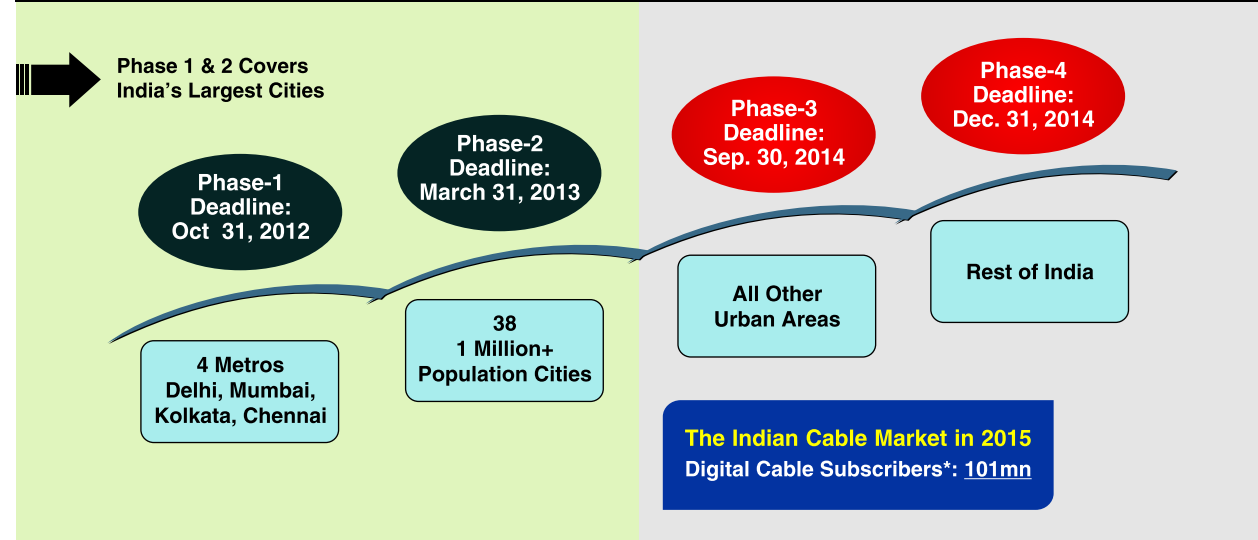 Phase 1 & 2 Covers
India's Largest Cities
Phase-1
Deadline:
Oct 31, 2012
4 Metros
Delhi, Mumbai,
Kolkata, Chennai
Phase-2
Deadline:
March 31, 2013
38
1 Million+
Population Cities
Phase-3
Deadline:
Sep. 30, 2014
All Other
Urban Areas
Phase-4
Deadline:
Dec. 31, 2014
Rest of India
The Indian Cable Market in 2015
Digital Cable Subscribers*: 101mn